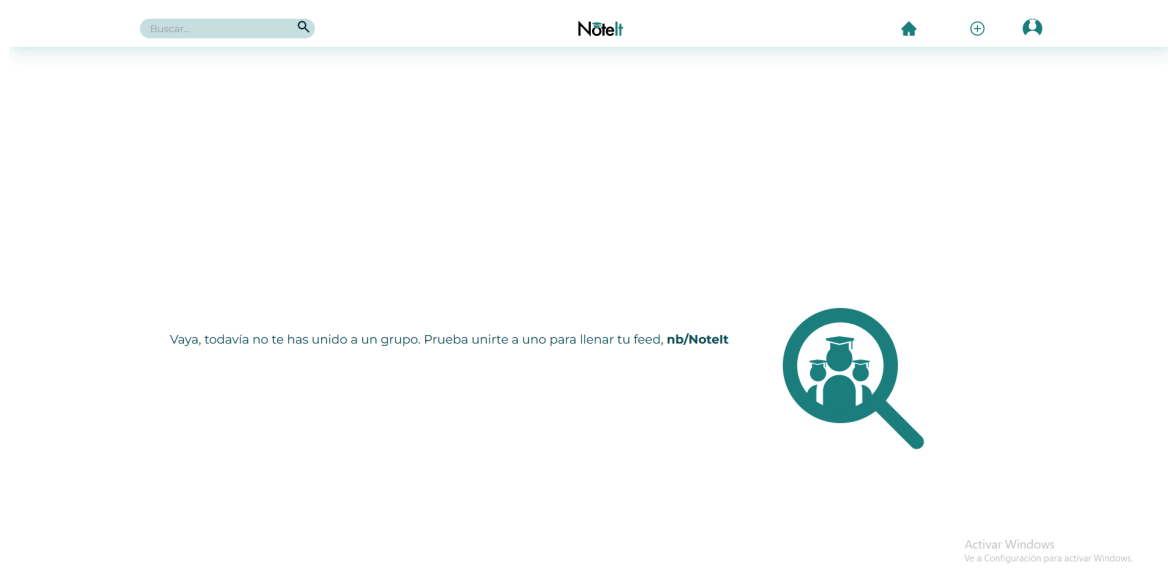 Buscar...
NoteIt
Vaya, todavía no te has unido a un grupo. Prueba unirte a uno para llenar tu feed, nb/NoteIt
Activar Windows
Ve a Configuración para activar Windows.